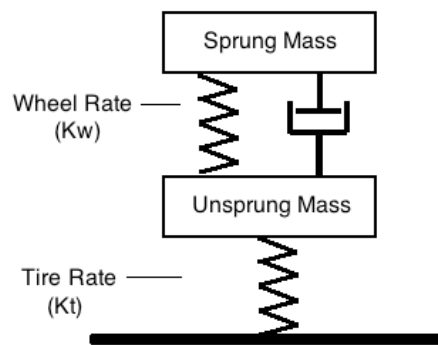 Sprung Mass
Wheel Rate
(Kw)
Unsprung Mass
Tire Rate
(Kt)